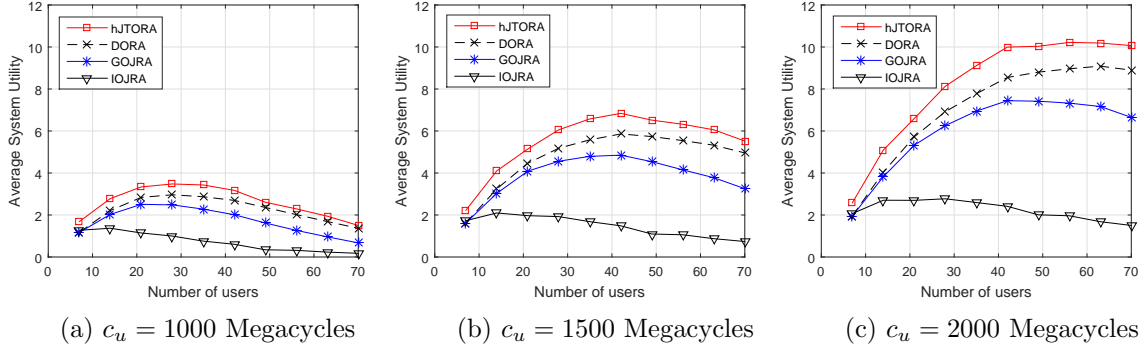 Average System Utility
12
10
8
6
4
2
0
hJTORA
DORA
GOJRA
IOJRA
0 10 20 30 40 50 60 70
Number of users
(a) c_u = 1000 Megacycles
Average System Utility
12
10
8
6
4
2
0
hJTORA
DORA
GOJRA
IOJRA
0 10 20 30 40 50 60 70
Number of users
(b) c_u = 1500 Megacycles
Average System Utility
12
10
8
6
4
2
0
hJTORA
DORA
GOJRA
IOJRA
0 10 20 30 40 50 60 70
Number of users
(c) c_u = 2000 Megacycles